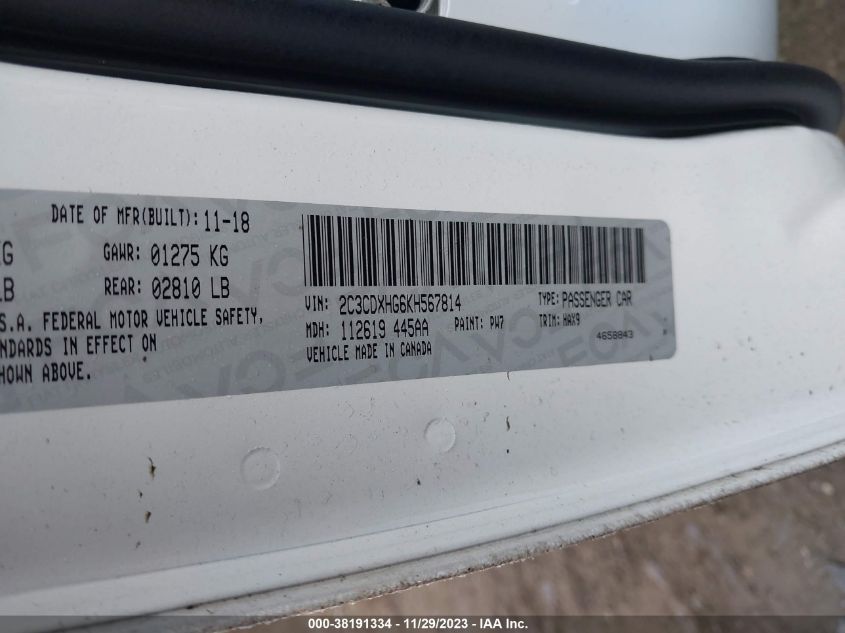 DATE OF MFR(BUILT): 11-18
GAWR: 01275 KG
REAR: 02810 LB
S.A. FEDERAL MOTOR VEHICLE SAFETY,
NDARDS IN EFFECT ON
HOWN ABOVE.
VIN: 2C3CDXHG6KH567814
TYPE: PASSENGER CAR
MDH: 112619 445AA
PAINT: PW7
TRIM: HAX9
VEHICLE MADE IN CANADA
4658843
000-38191334 - 11/29/2023 - IAA Inc.